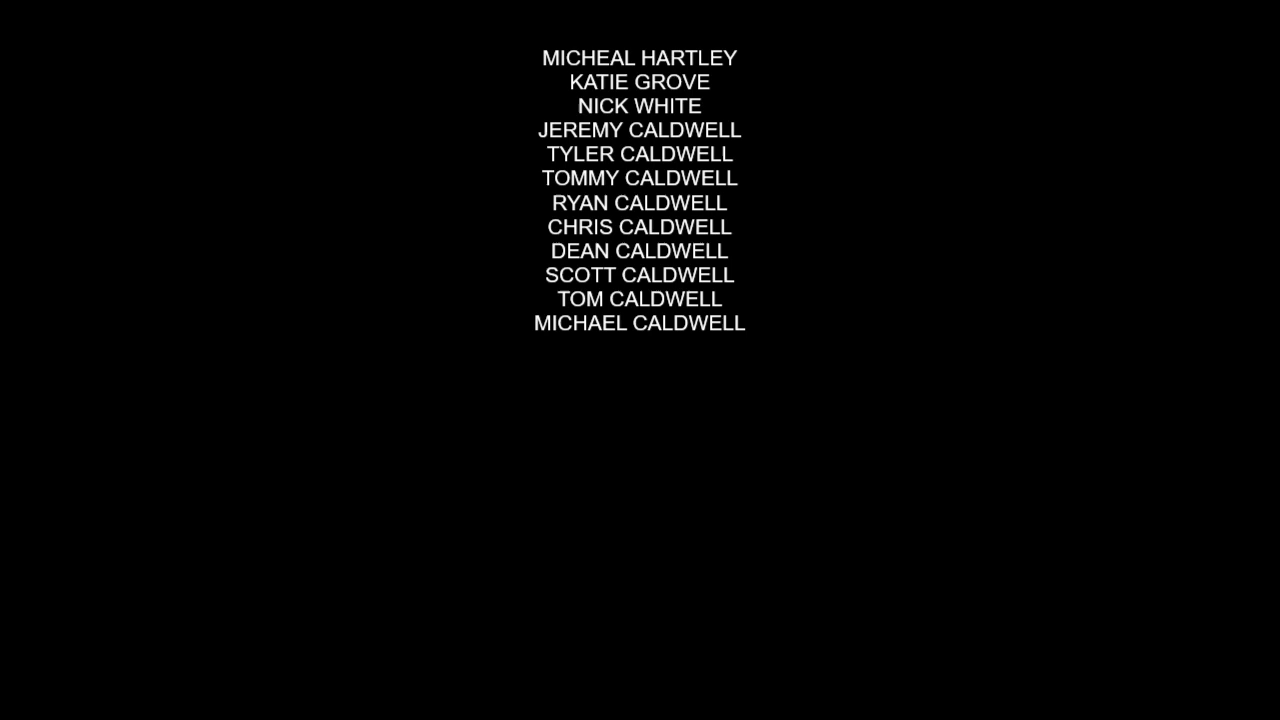 MICHEAL HARTLEY
KATIE GROVE
NICK WHITE
JEREMY CALDWELL
TYLER CALDWELL
TOMMY CALDWELL
RYAN CALDWELL
CHRIS CALDWELL
DEAN CALDWELL
SCOTT CALDWELL
TOM CALDWELL
MICHAEL CALDWELL